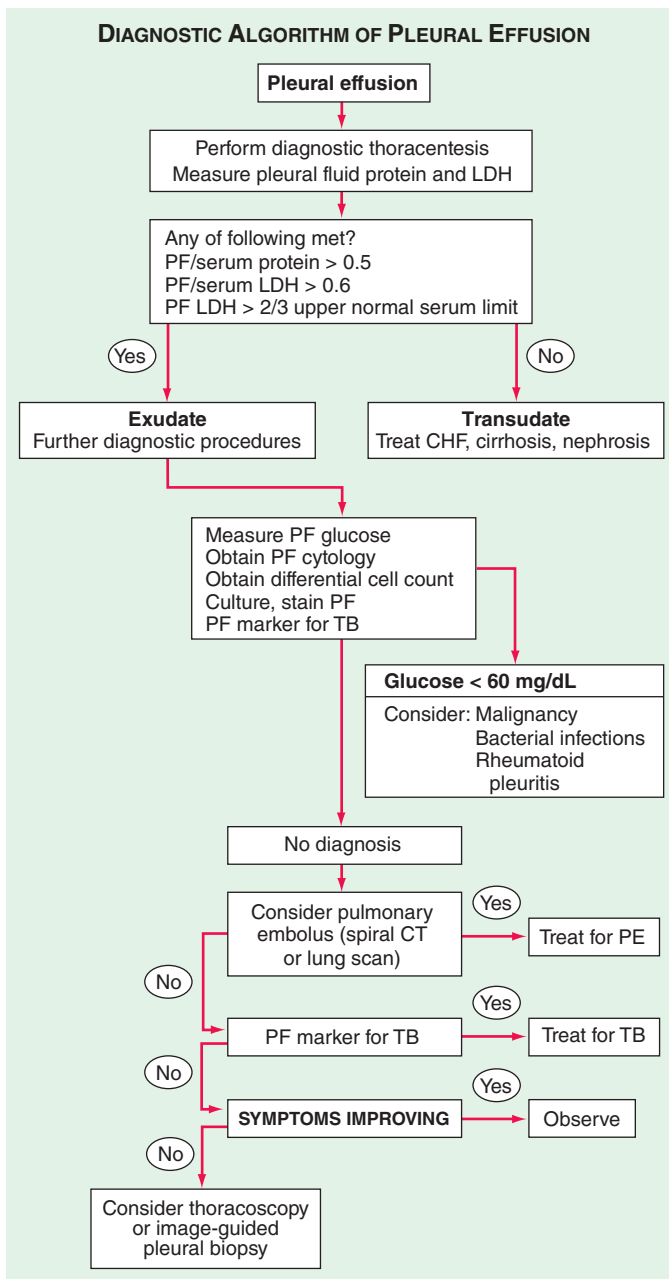 DIAGNOSTIC ALGORITHM OF PLEURAL EFFUSION
Pleural effusion
Perform diagnostic thoracentesis
Measure pleural fluid protein and LDH
Any of following met?
PF/serum protein > 0.5
PF/serum LDH > 0.6
PF LDH > 2/3 upper normal serum limit
Yes
No
Exudate
Further diagnostic procedures
Transudate
Treat CHF, cirrhosis, nephrosis
Measure PF glucose
Obtain PF cytology
Obtain differential cell count
Culture, stain PF
PF marker for TB
Glucose < 60 mg/dL
Consider: Malignancy
Bacterial infections
Rheumatoid
pleuritis
No diagnosis
Consider pulmonary
embolus (spiral CT
or lung scan)
Yes
Treat for PE
No
PF marker for TB
Yes
Treat for TB
No
SYMPTOMS IMPROVING
Yes
Observe
No
Consider thoracoscopy
or image-guided
pleural biopsy